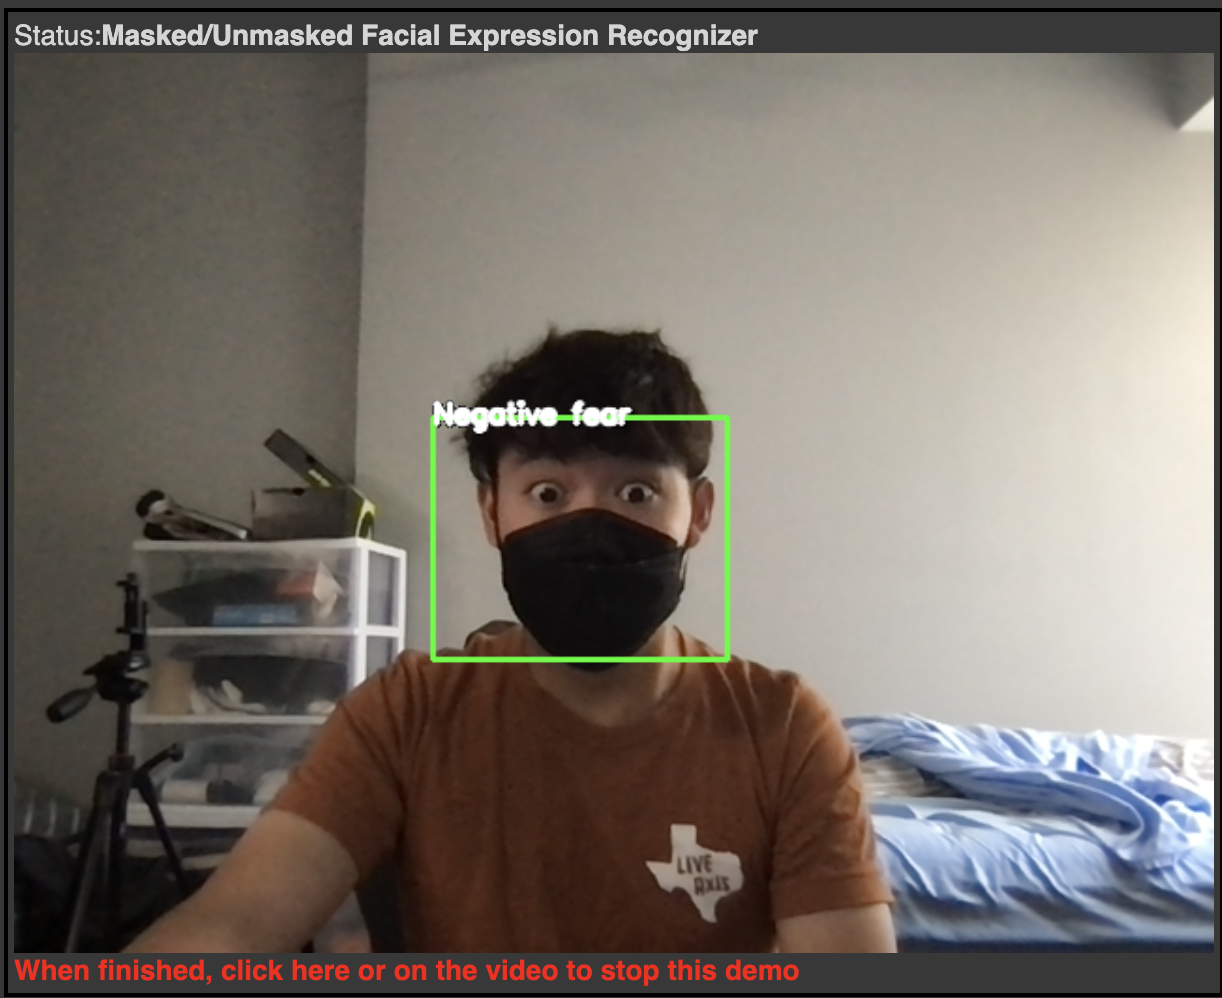 Status:Masked/Unmasked Facial Expression Recognizer
Negative fear
LIVE
AXIS
When finished, click here or on the video to stop this demo